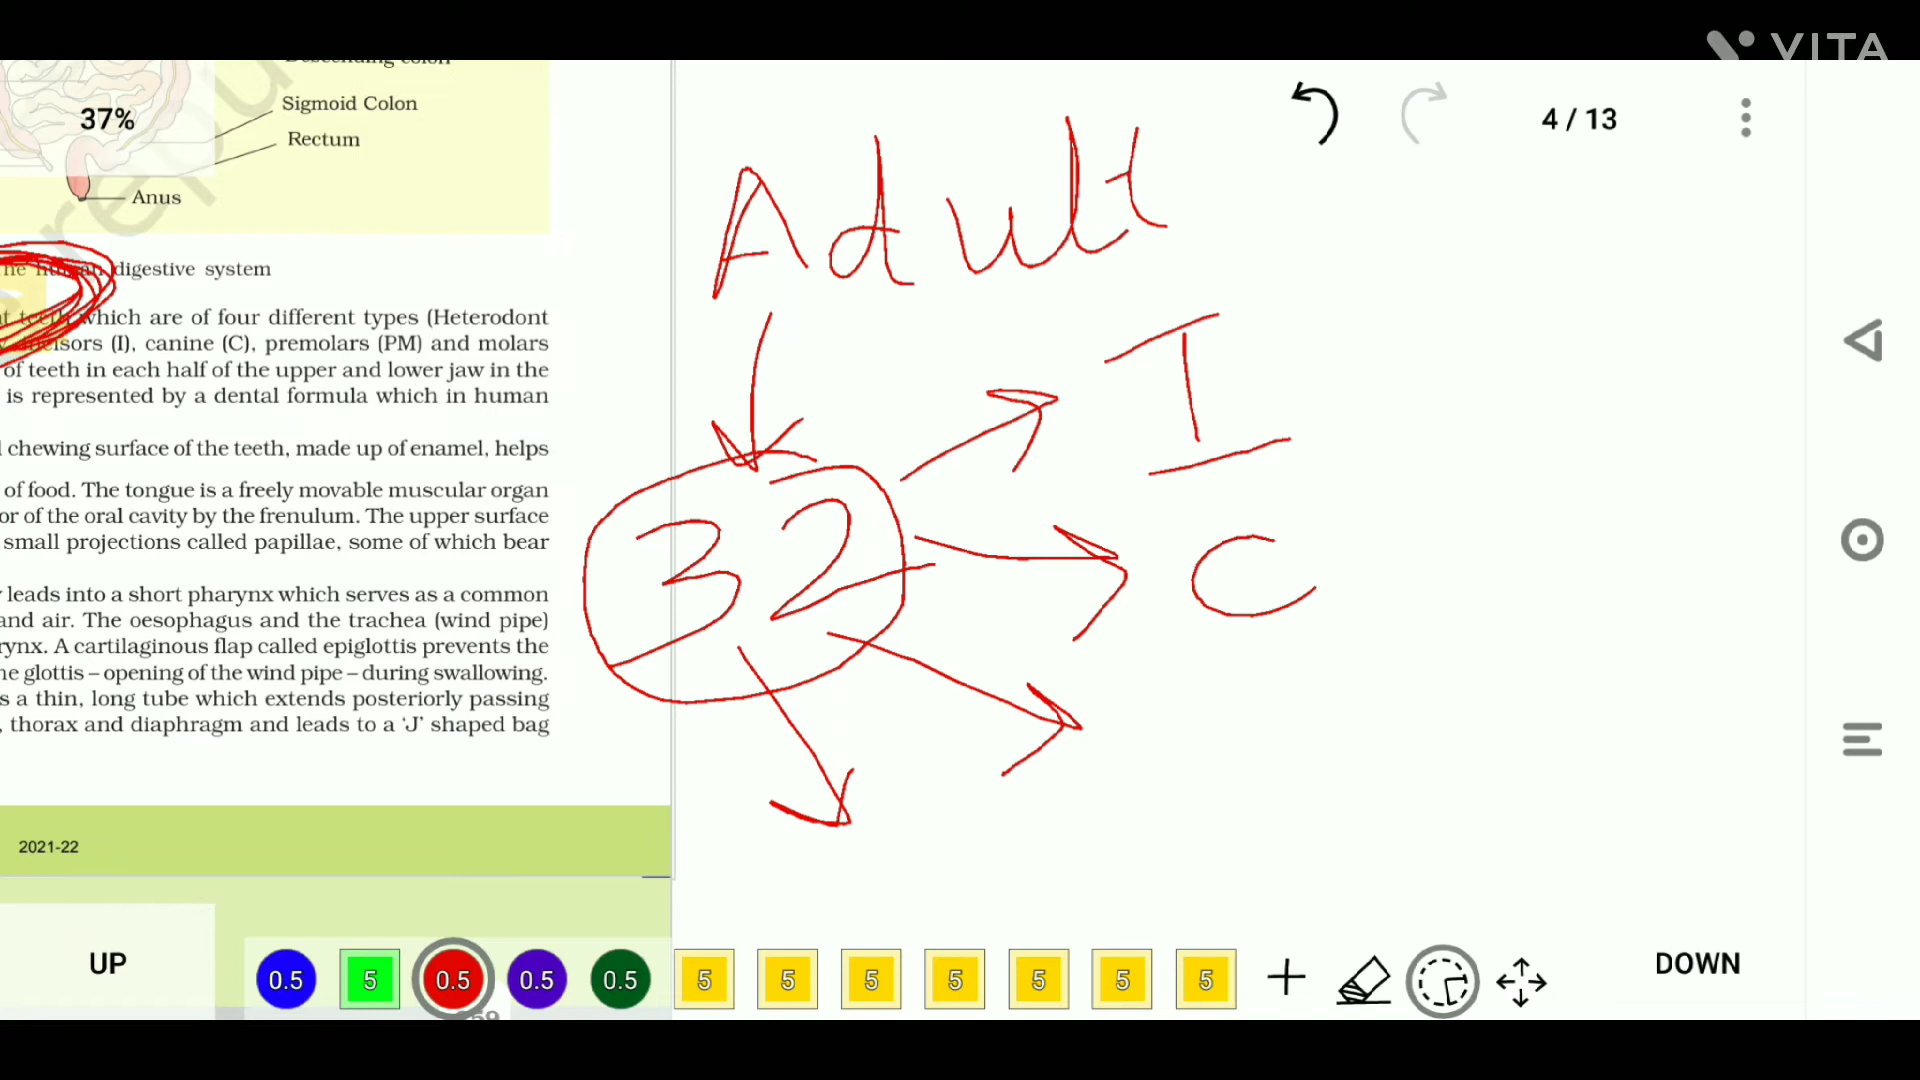 VITA
Descending colon
Sigmoid Colon
37%
Rectum
Anus
4 / 13
Adult
human digestive system
teeth which are of four different types (Heterodont
(I), canine (C), premolars (PM) and molars
of teeth in each half of the upper and lower jaw in the
is represented by a dental formula which in human
chewing surface of the teeth, made up of enamel, helps
of food. The tongue is a freely movable muscular organ
of the oral cavity by the frenulum. The upper surface
small projections called papillae, some of which bear
leads into a short pharynx which serves as a common
and air. The oesophagus and the trachea (wind pipe)
A cartilaginous flap called epiglottis prevents the
glottis – opening of the wind pipe – during swallowing.
a thin, long tube which extends posteriorly passing
, thorax and diaphragm and leads to a 'J' shaped bag
I
32
C
2021-22
UP
0.5 5 0.5 0.5 0.5 5 5 5 5 5 5 5
DOWN